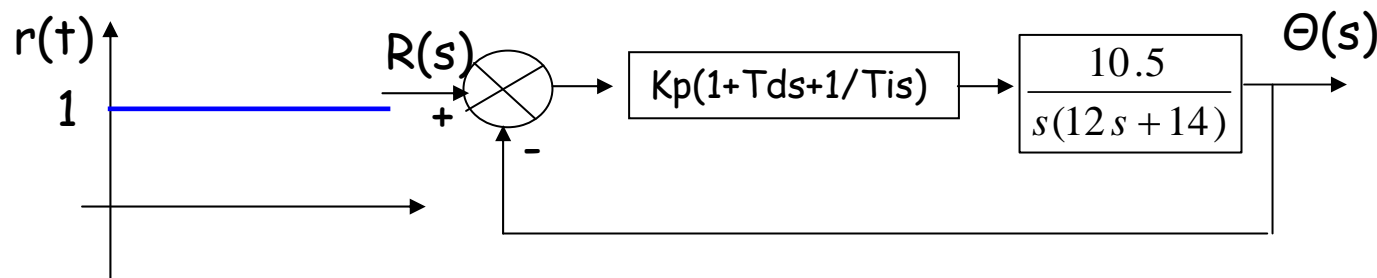 r(t)
1
R(s)
+
-
Kp(1+Tds+1/Tis)
10.5
s(12s+14)
Θ(s)